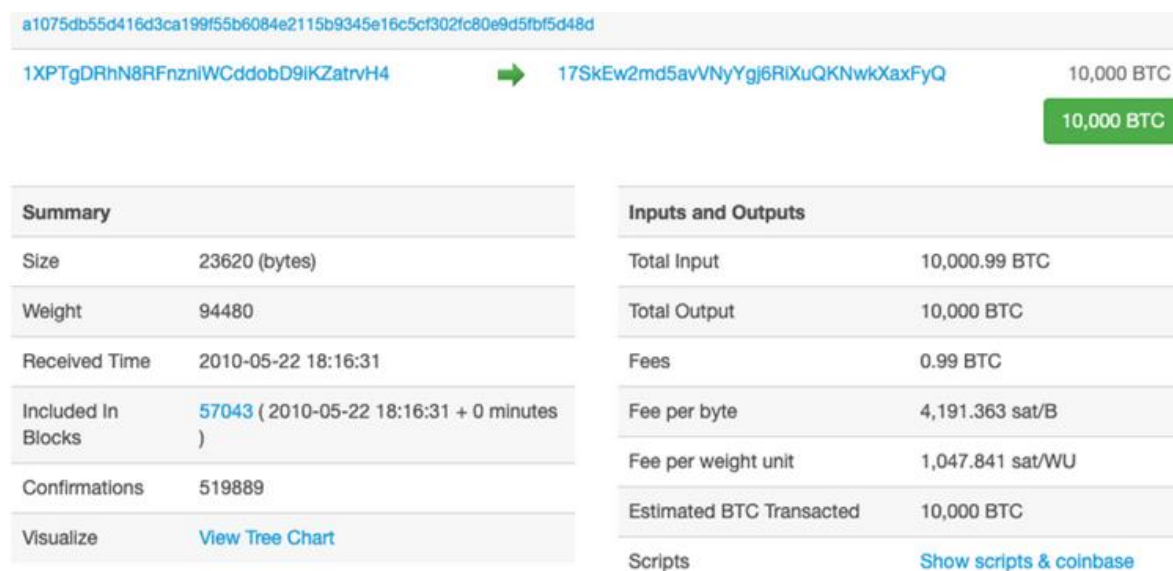 a1075db55d416d3ca199f55b6084e2115b9345e16c5cf302fc80e9d5fbf5d48d
1XPTgDRhN8RFnzniWCddobD9iKZatrvH4
17SkEw2md5avVNyYgj6RiXuQKNwkXaxFyQ
10,000 BTC
10,000 BTC
Summary
Size 23620 (bytes)
Weight 94480
Received Time 2010-05-22 18:16:31
Included In 57043 ( 2010-05-22 18:16:31 + 0 minutes
Blocks )
Confirmations 519889
Visualize View Tree Chart
Inputs and Outputs
Total Input 10,000.99 BTC
Total Output 10,000 BTC
Fees 0.99 BTC
Fee per byte 4,191.363 sat/B
Fee per weight unit 1,047.841 sat/WU
Estimated BTC Transacted 10,000 BTC
Scripts Show scripts & coinbase